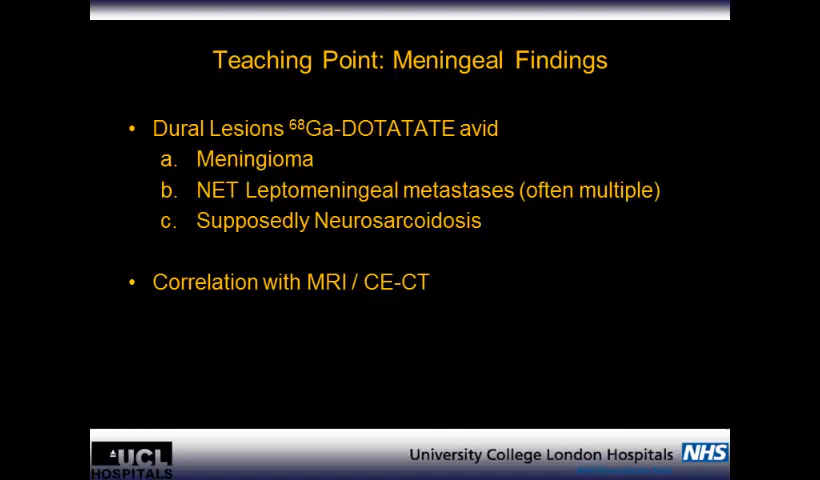 Teaching Point: Meningeal Findings
• Dural Lesions ⁶⁸Ga-DOTATATE avid
a. Meningioma
b. NET Leptomeningeal metastases (often multiple)
c. Supposedly Neurosarcoidosis
• Correlation with MRI / CE-CT
UCL
HOSPITALS
University College London Hospitals NHS